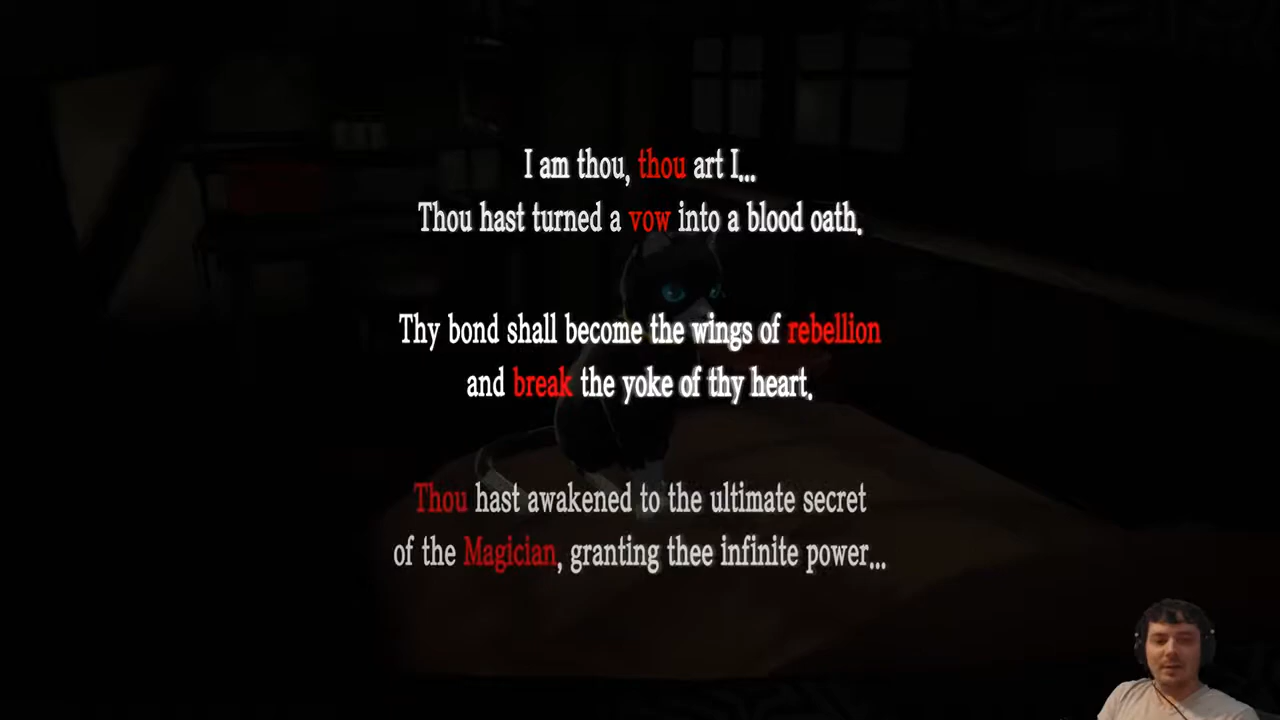 I am thou, thou art I...
Thou hast turned a vow into a blood oath.
Thy bond shall become the wings of rebellion
and break the yoke of thy heart.
Thou hast awakened to the ultimate secret
of the Magician, granting thee infinite power...